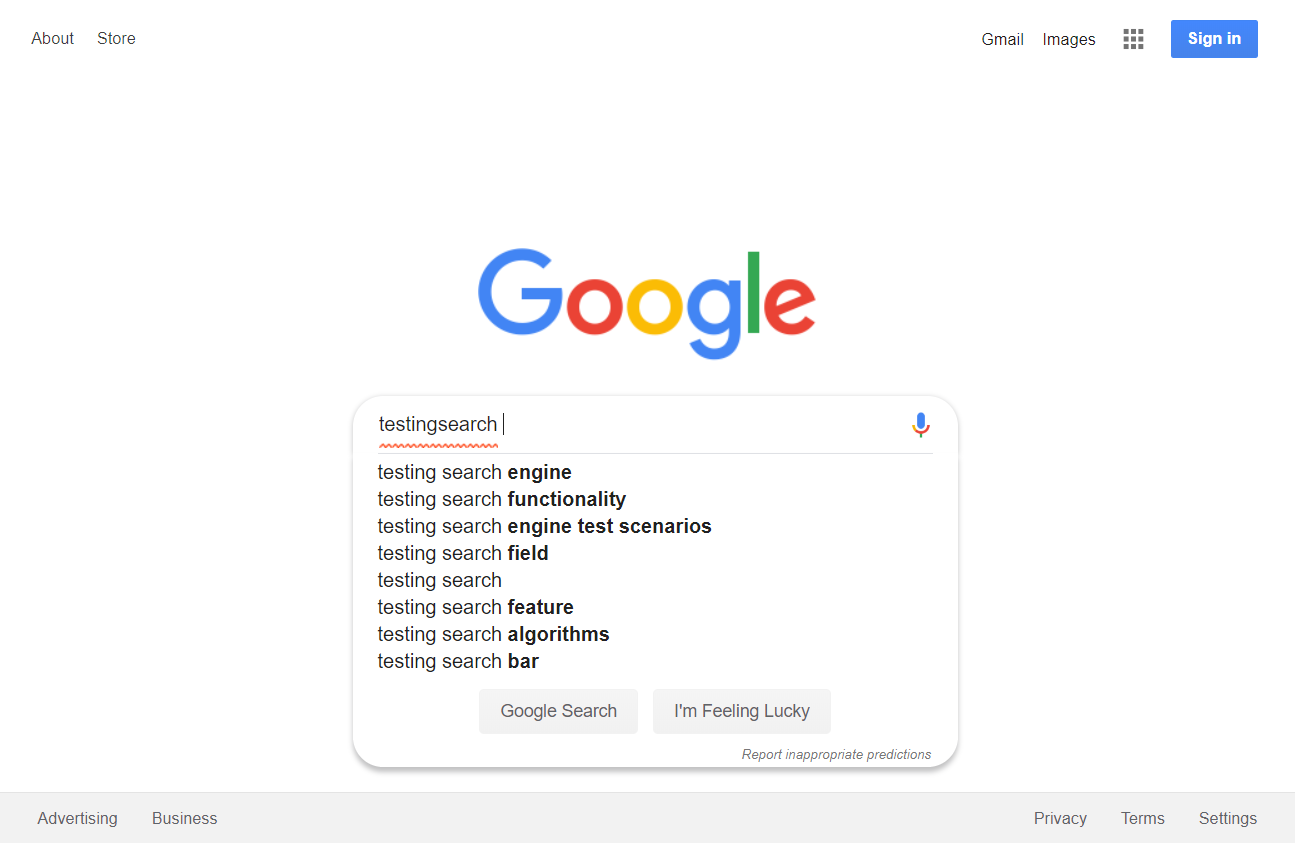 About Store Gmail Images Sign in
Google
testingsearch
testing search engine
testing search functionality
testing search engine test scenarios
testing search field
testing search
testing search feature
testing search algorithms
testing search bar
Google Search I'm Feeling Lucky
Report inappropriate predictions
Advertising Business Privacy Terms Settings